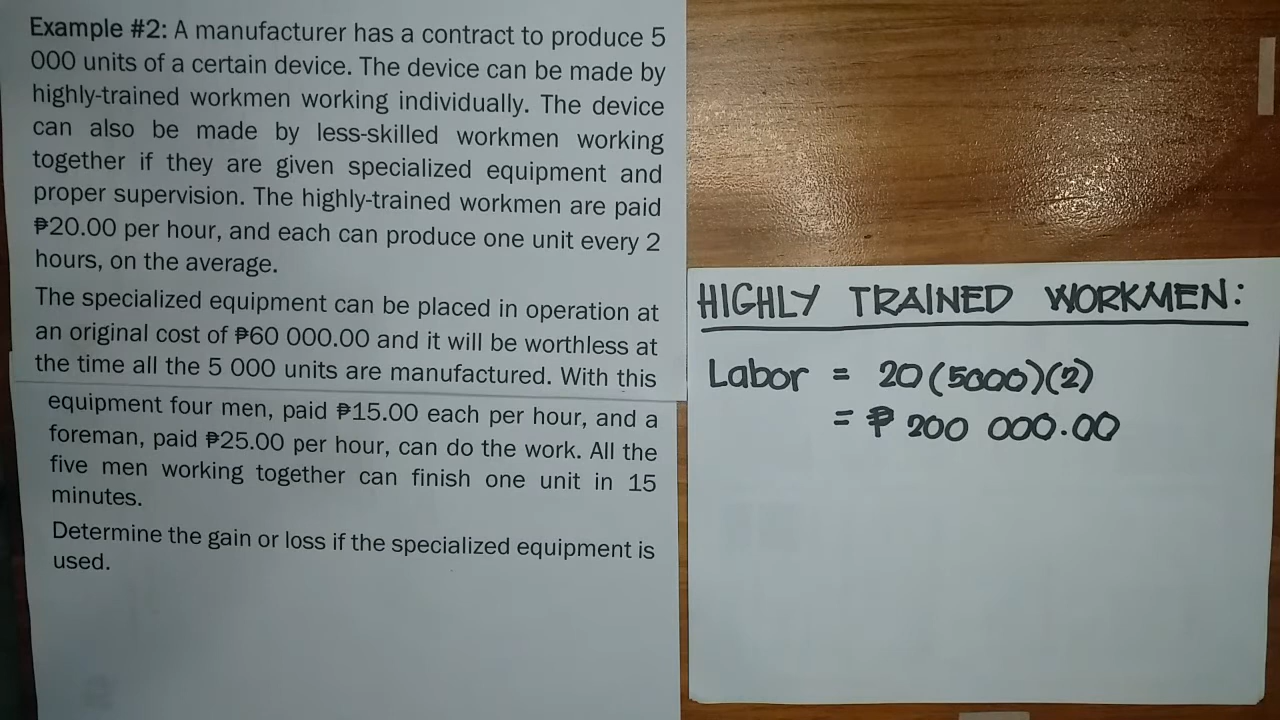 Example #2: A manufacturer has a contract to produce 5
000 units of a certain device. The device can be made by
highly-trained workmen working individually. The device
can also be made by less-skilled workmen working
together if they are given specialized equipment and
proper supervision. The highly-trained workmen are paid
₱20.00 per hour, and each can produce one unit every 2
hours, on the average.
The specialized equipment can be placed in operation at
an original cost of ₱60 000.00 and it will be worthless at
the time all the 5 000 units are manufactured. With this
equipment four men, paid ₱15.00 each per hour, and a
foreman, paid ₱25.00 per hour, can do the work. All the
five men working together can finish one unit in 15
minutes.
Determine the gain or loss if the specialized equipment is
used.
HIGHLY TRAINED WORKMEN:
Labor = 20(5000)(2)
= ₱ 200 000.00